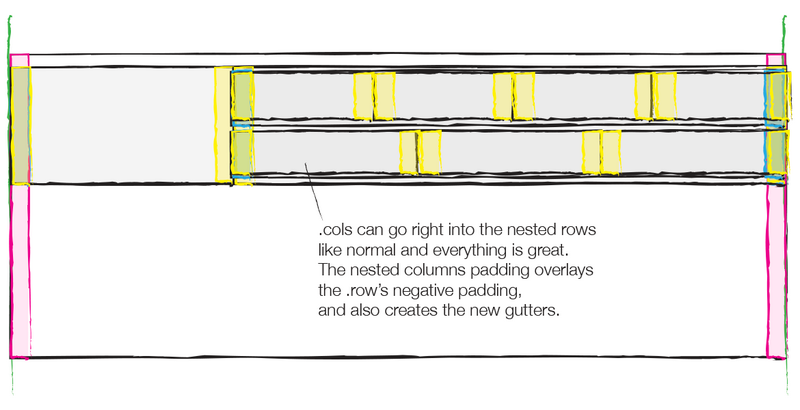 .cols can go right into the nested rows
like normal and everything is great.
The nested columns padding overlays
the .row's negative padding,
and also creates the new gutters.